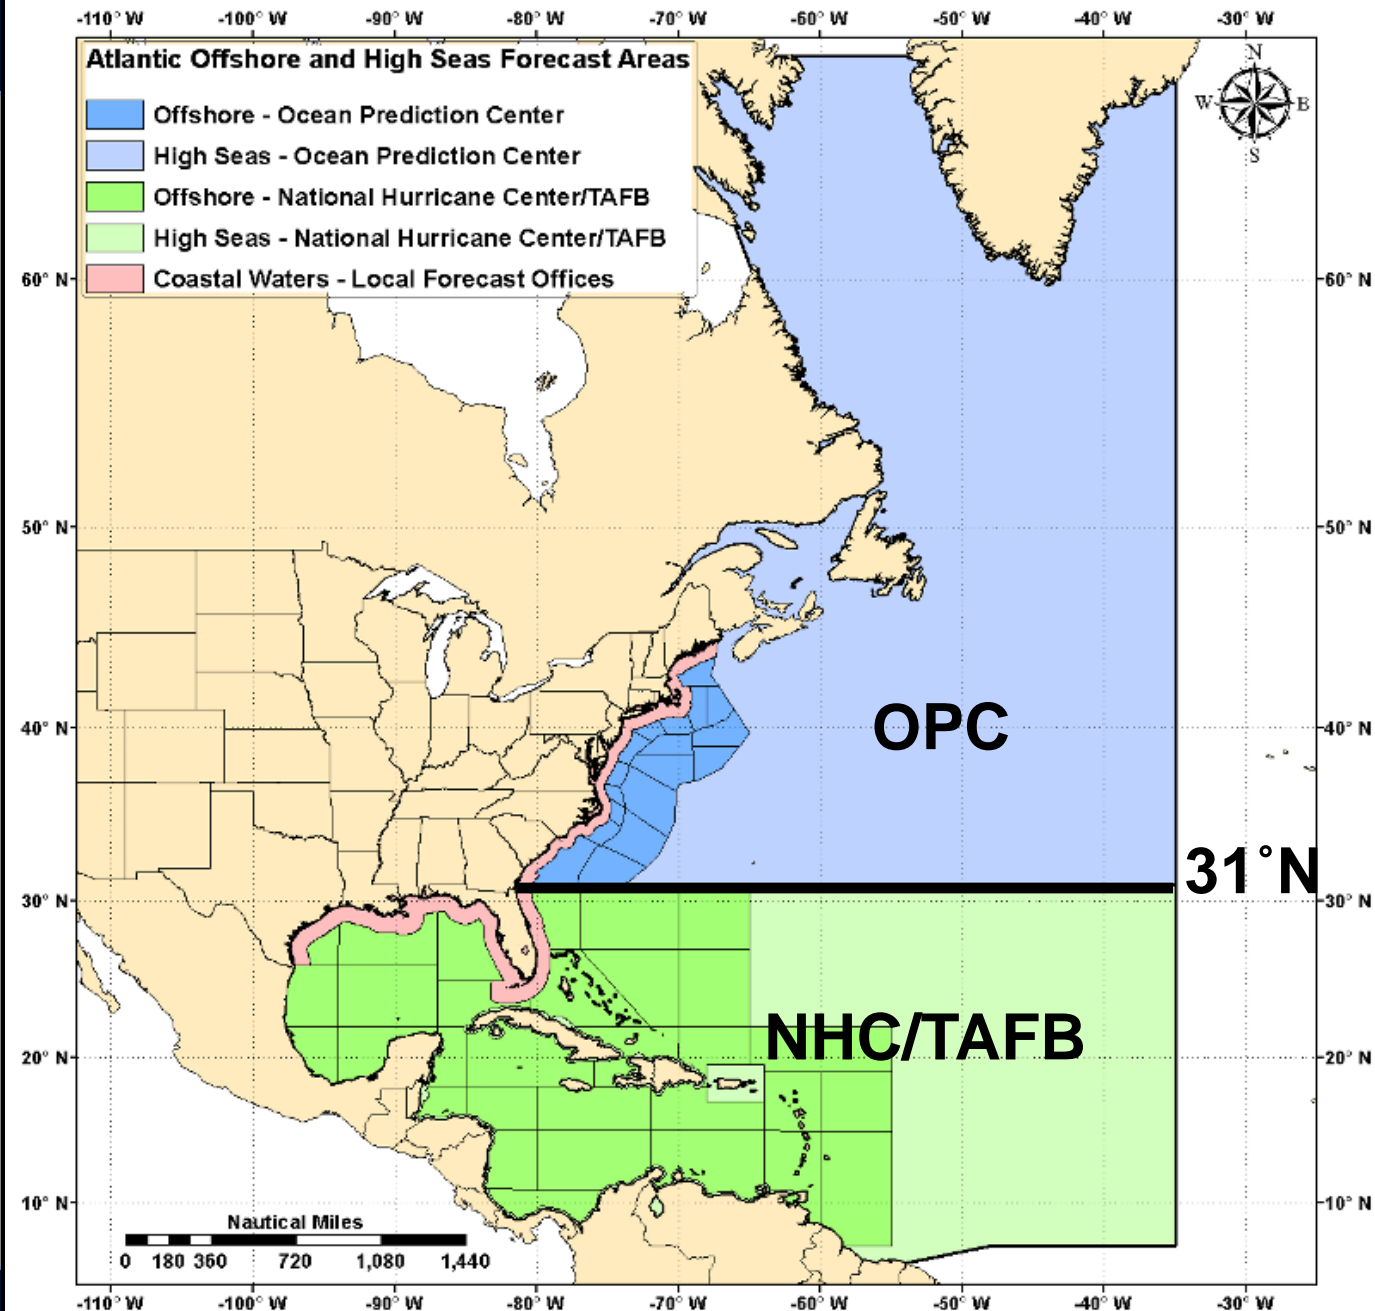 -110° W -100° W -90° W -80° W -70° W -60° W -50° W -40° W -30° W
Atlantic Offshore and High Seas Forecast Areas
Offshore - Ocean Prediction Center
High Seas - Ocean Prediction Center
Offshore - National Hurricane Center/TAFB
High Seas - National Hurricane Center/TAFB
Coastal Waters - Local Forecast Offices
N
W E
S
60° N 60° N
50° N 50° N
40° N OPC 40° N
31°N
30° N 30° N
NHC/TAFB
20° N 20° N
10° N 10° N
Nautical Miles
0 180 360 720 1,080 1,440
-110° W -100° W -90° W -80° W -70° W -60° W -50° W -40° W -30° W